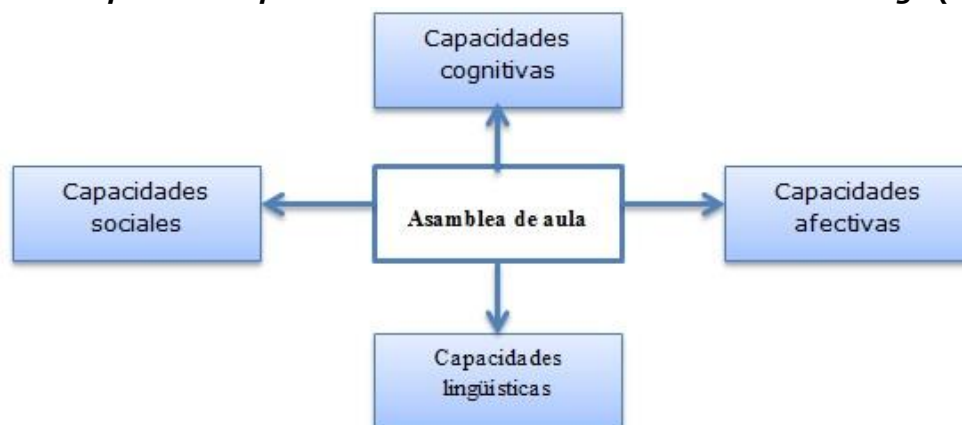 Capacidades
cognitivas
Capacidades
sociales
Asamblea de aula
Capacidades
afectivas
Capacidades
lingüísticas